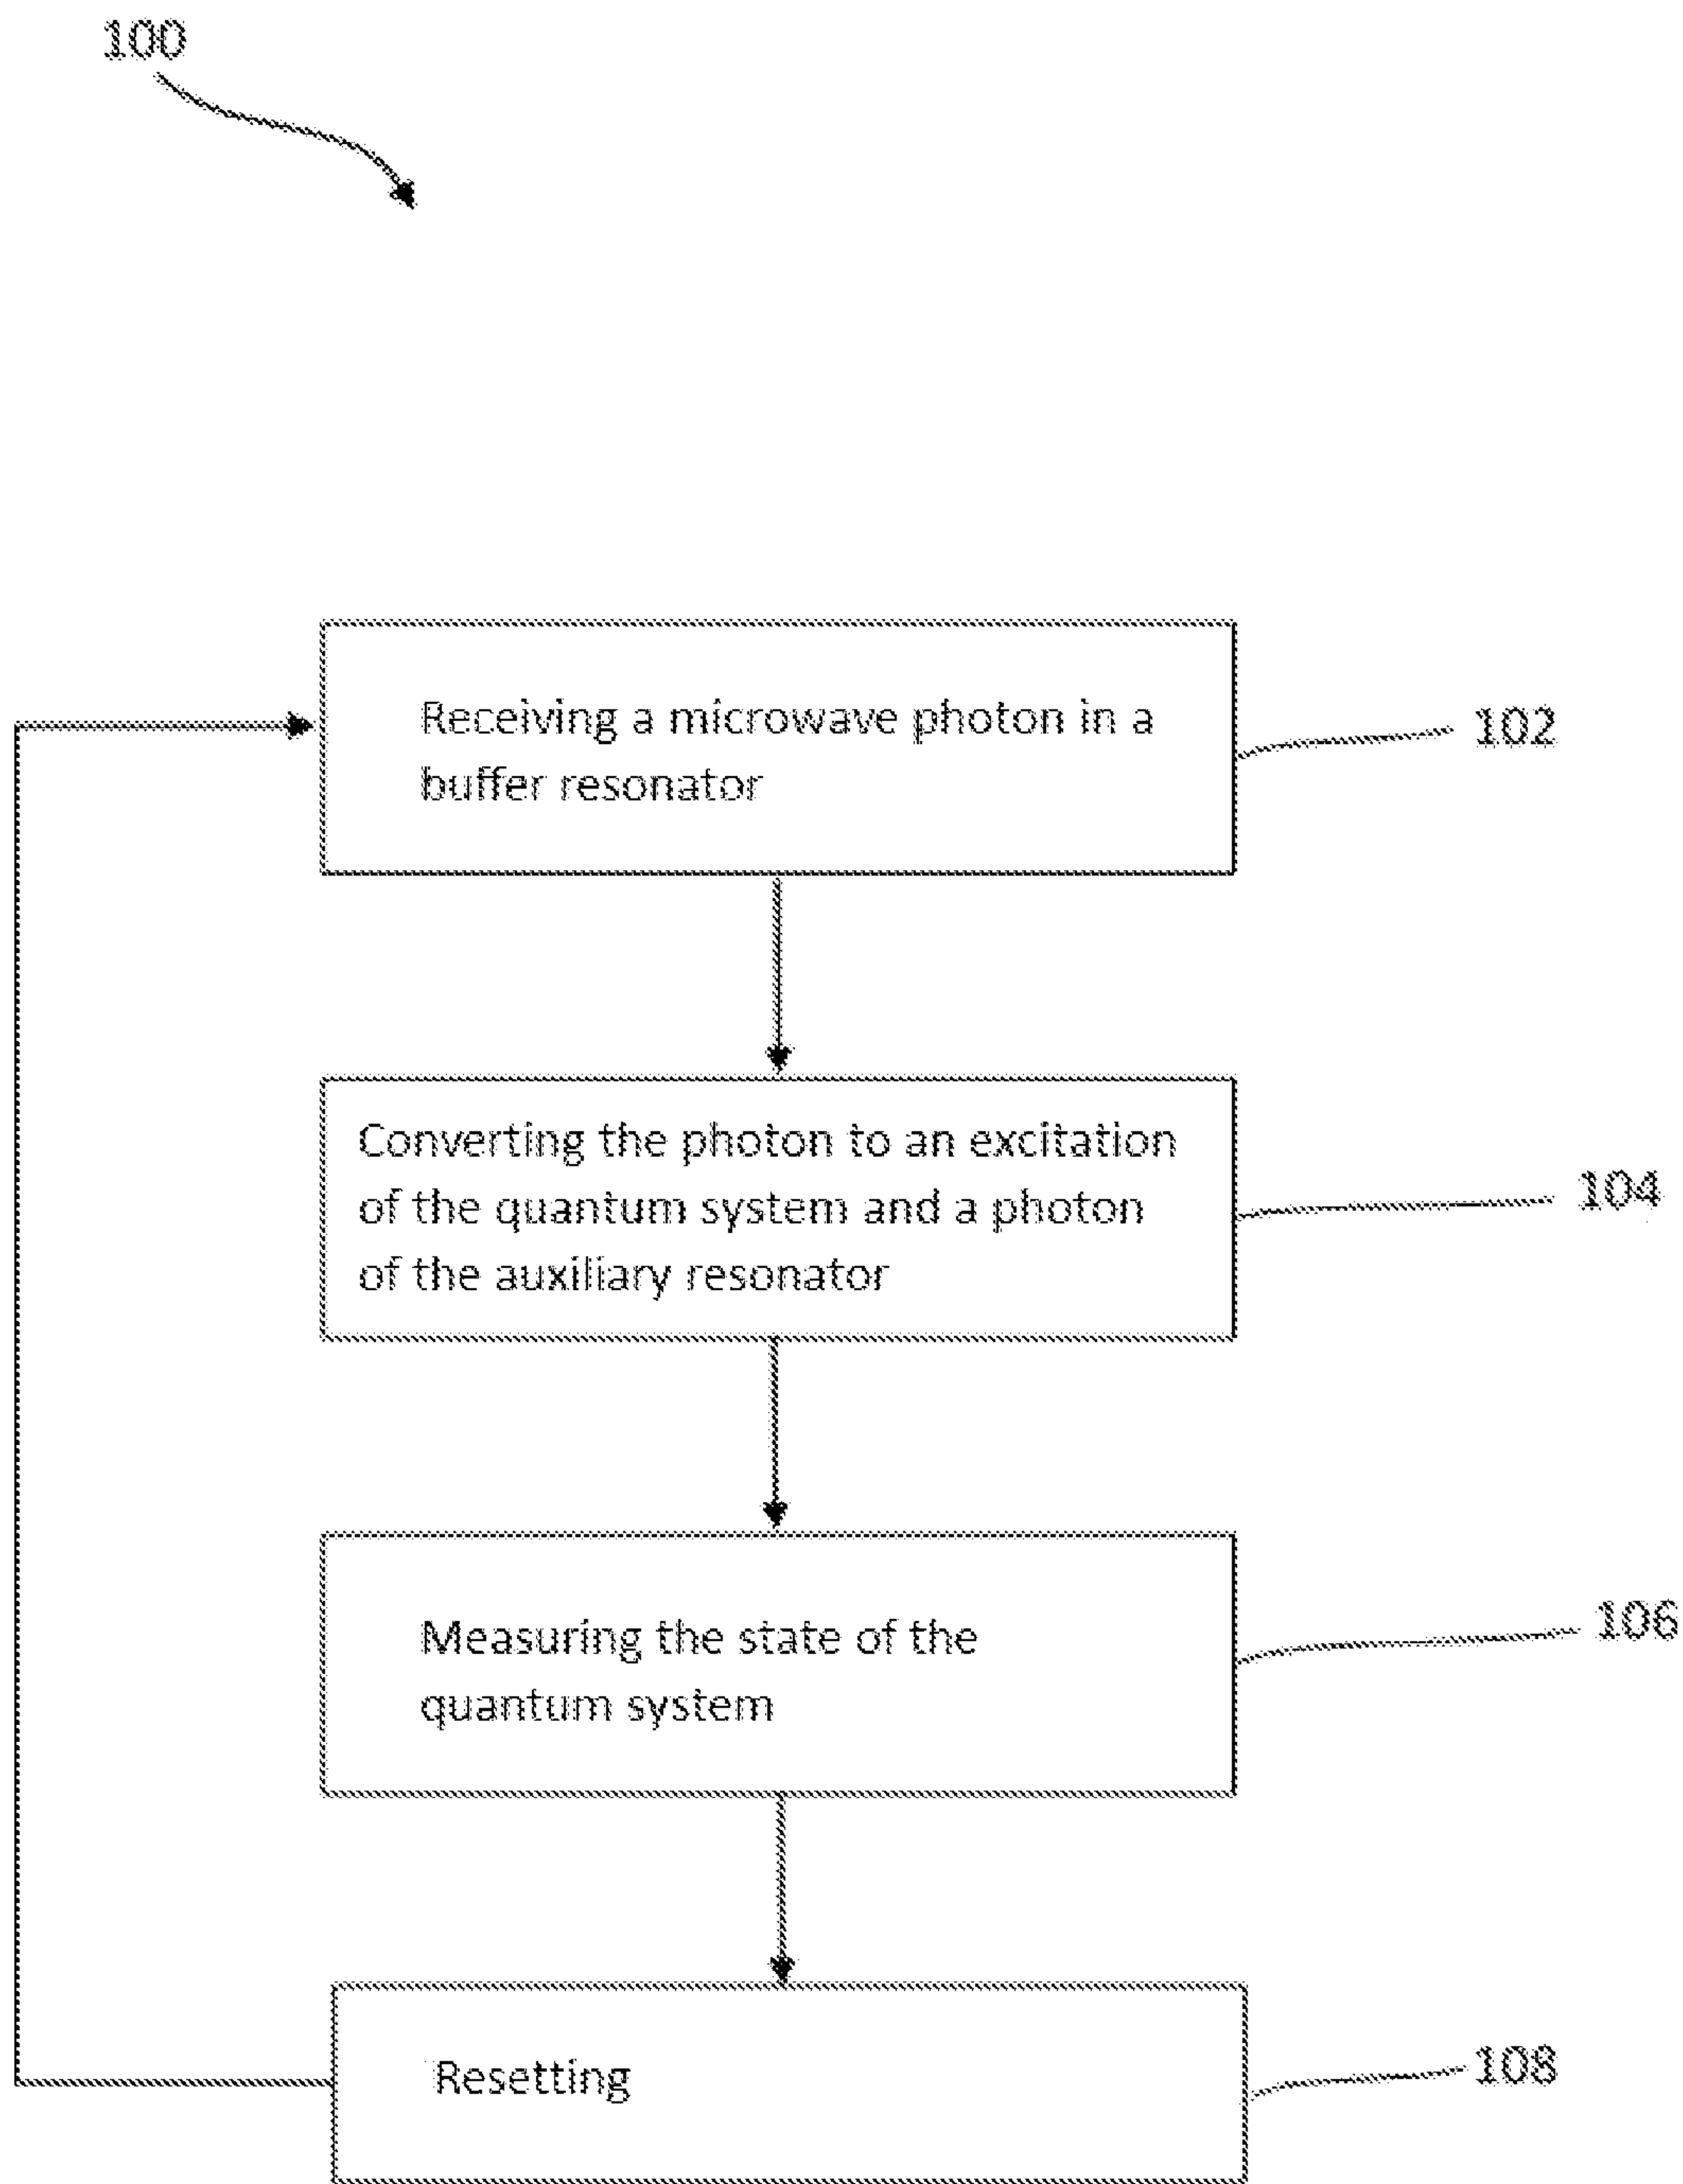 100
Receiving a microwave photon in a
buffer resonator
102
Converting the photon to an excitation
of the quantum system and a photon
of the auxiliary resonator
104
Measuring the state of the
quantum system
106
Resetting
108